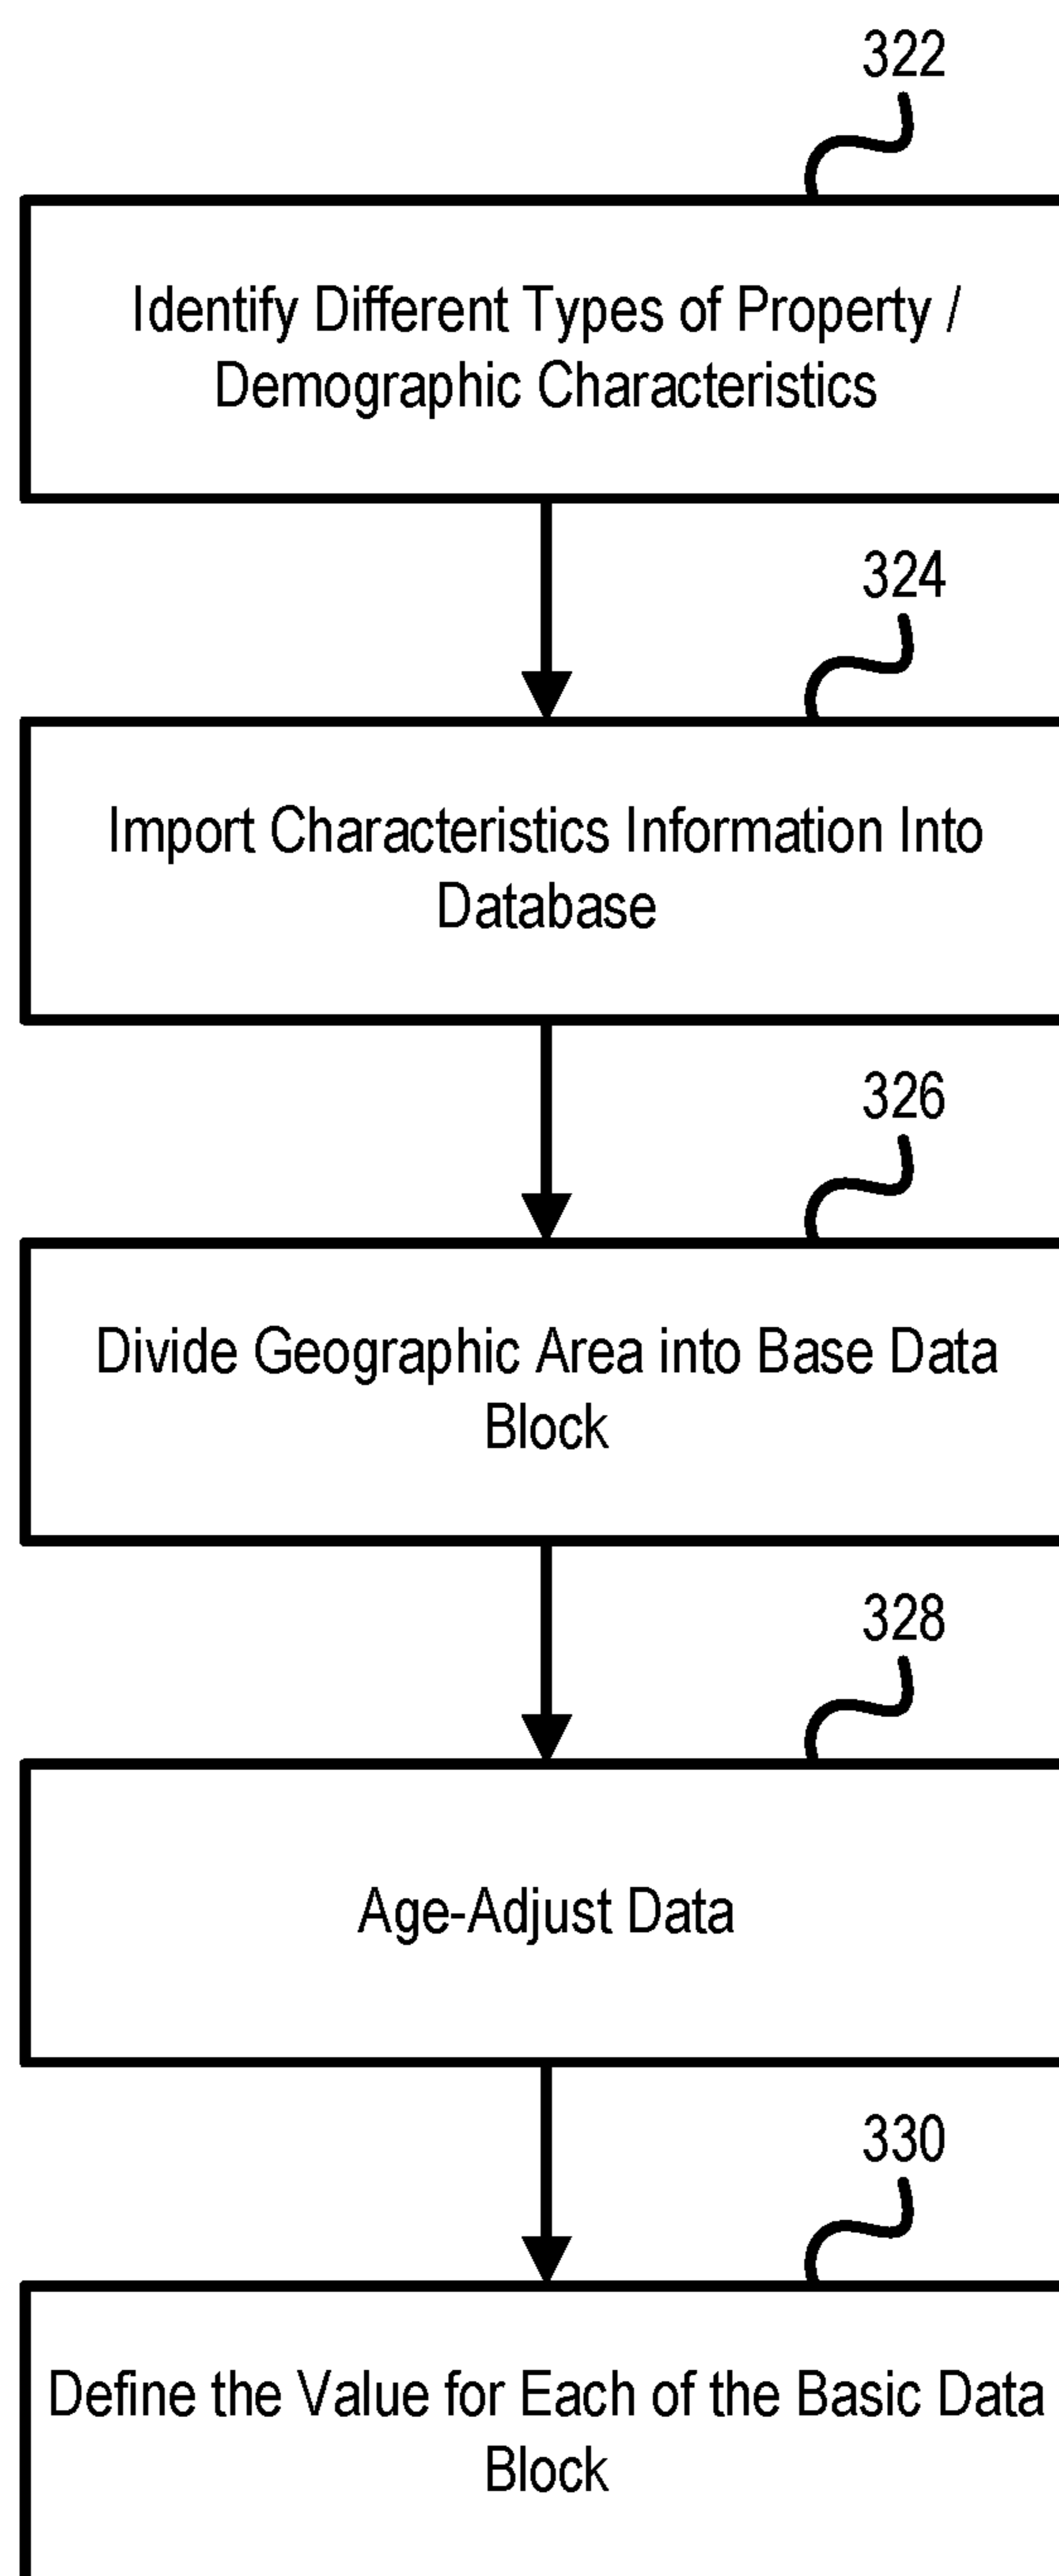 322
Identify Different Types of Property /
Demographic Characteristics
324
Import Characteristics Information Into
Database
326
Divide Geographic Area into Base Data
Block
328
Age-Adjust Data
330
Define the Value for Each of the Basic Data
Block